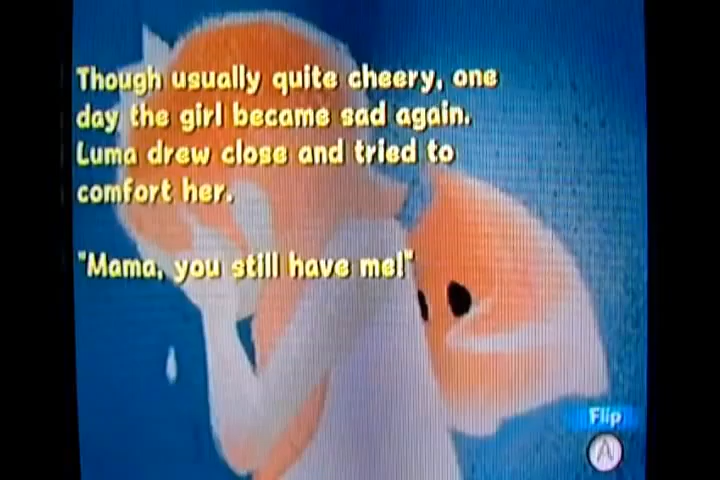 Though usually quite cheery, one
day the girl became sad again.
Luma drew close and tried to
comfort her.
"Mama, you still have me!"
Flip
A